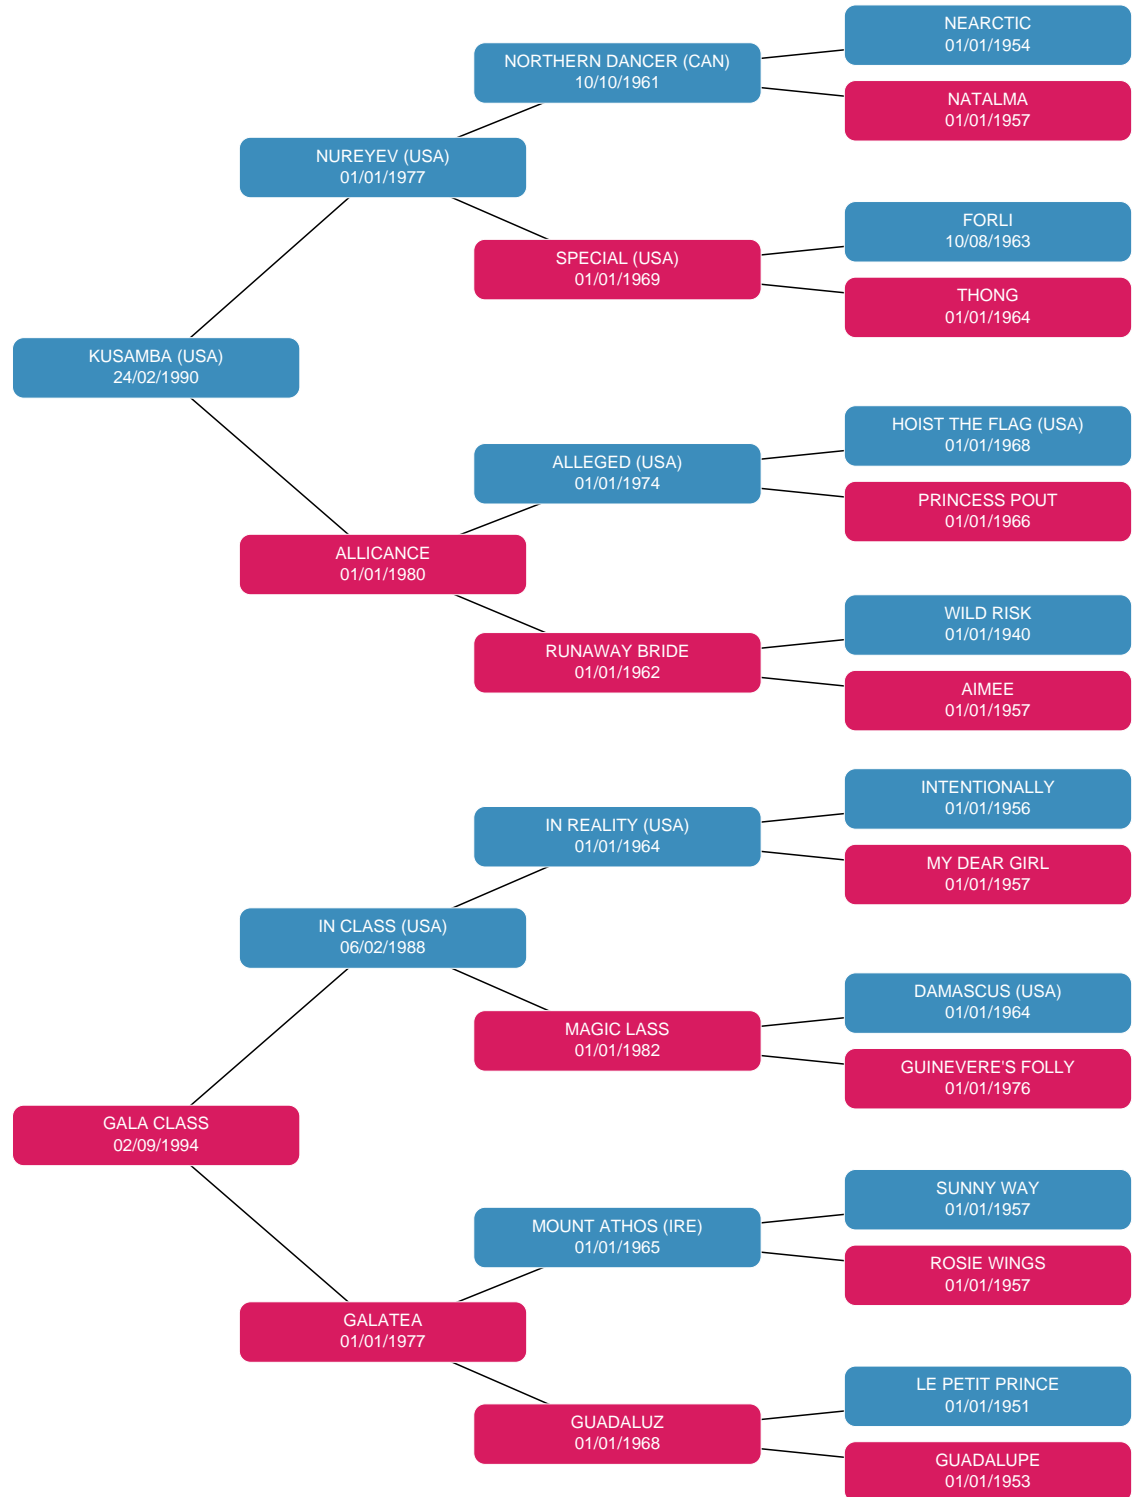 NEARCTIC
01/01/1954
NORTHERN DANCER (CAN)
10/10/1961
NATALMA
01/01/1957
NUREYEV (USA)
01/01/1977
FORLI
10/08/1963
SPECIAL (USA)
01/01/1969
THONG
01/01/1964
KUSAMBA (USA)
24/02/1990
HOIST THE FLAG (USA)
01/01/1968
ALLEGED (USA)
01/01/1974
PRINCESS POUT
01/01/1966
ALLICANCE
01/01/1980
WILD RISK
01/01/1940
RUNAWAY BRIDE
01/01/1962
AIMEE
01/01/1957
INTENTIONALLY
01/01/1956
IN REALITY (USA)
01/01/1964
MY DEAR GIRL
01/01/1957
IN CLASS (USA)
06/02/1988
DAMASCUS (USA)
01/01/1964
MAGIC LASS
01/01/1982
GUINEVERE'S FOLLY
01/01/1976
GALA CLASS
02/09/1994
SUNNY WAY
01/01/1957
MOUNT ATHOS (IRE)
01/01/1965
ROSIE WINGS
01/01/1957
GALATEA
01/01/1977
LE PETIT PRINCE
01/01/1951
GUADALUZ
01/01/1968
GUADALUPE
01/01/1953